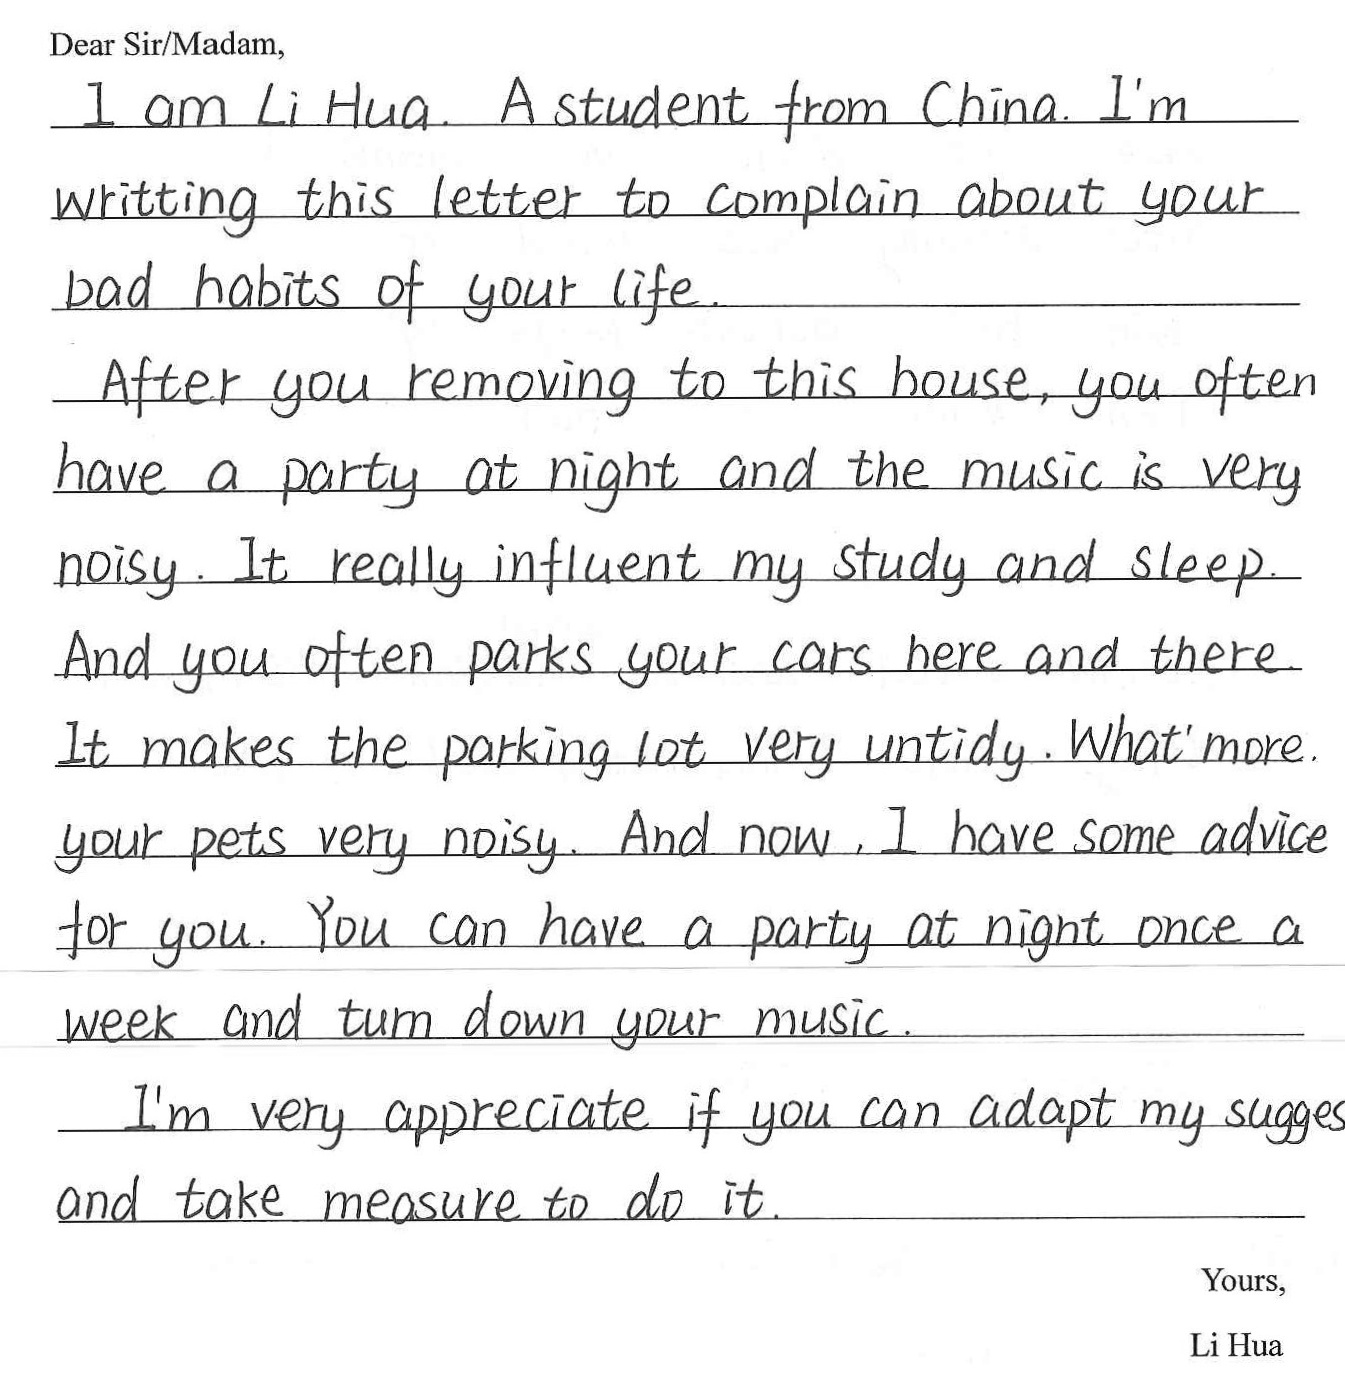 Dear Sir/Madam,
I am Li Hua. A student from China. I'm
writting this letter to complain about your
bad habits of your life.
After you removing to this house, you often
have a party at night and the music is very
noisy. It really influent my study and sleep.
And you often parks your cars here and there.
It makes the parking lot very untidy. What' more.
your pets very noisy. And now, I have some advice
for you. You can have a party at night once a
week and turn down your music.
I'm very appreciate if you can adapt my sugges
and take measure to do it.
Yours,
Li Hua